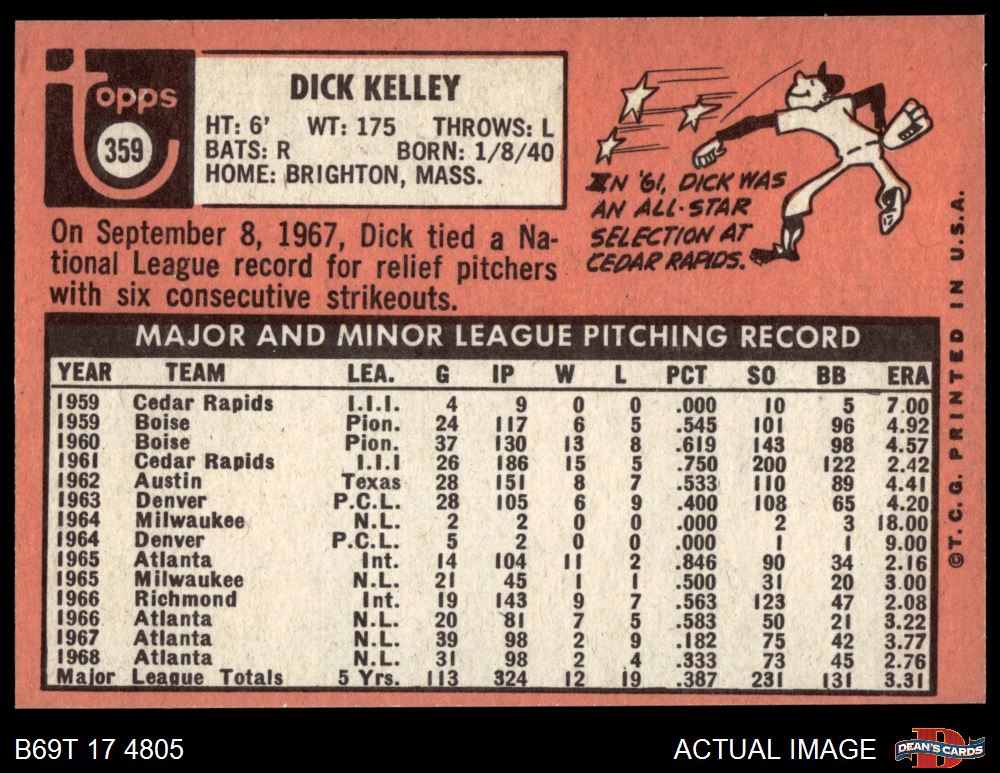 Topps
359
DICK KELLEY
HT: 6' WT: 175 THROWS: L
BATS: R BORN: 1/8/40
HOME: BRIGHTON, MASS.
IN '61, DICK WAS
AN ALL-STAR
SELECTION AT
CEDAR RAPIDS.
On September 8, 1967, Dick tied a Na-
tional League record for relief pitchers
with six consecutive strikeouts.
MAJOR AND MINOR LEAGUE PITCHING RECORD
YEAR TEAM LEA. G IP W L PCT SO BB ERA
1959 Cedar Rapids I.I.I. 4 9 0 0 .000 10 5 7.00
1959 Boise Pion. 24 117 6 5 .545 101 96 4.92
1960 Boise Pion. 37 130 13 8 .619 143 98 4.57
1961 Cedar Rapids I.I.I 26 186 15 5 .750 200 122 2.42
1962 Austin Texas 28 151 8 7 .533 110 89 4.41
1963 Denver P.C.L. 28 105 6 9 .400 108 65 4.20
1964 Milwaukee N.L. 2 2 0 0 .000 2 3 18.00
1964 Denver P.C.L. 5 2 0 0 .000 1 1 9.00
1965 Atlanta Int. 14 104 11 2 .846 90 34 2.16
1965 Milwaukee N.L. 21 45 1 1 .500 31 20 3.00
1966 Richmond Int. 19 143 9 7 .563 123 47 2.08
1966 Atlanta N.L. 20 81 7 5 .583 50 21 3.22
1967 Atlanta N.L. 39 98 2 9 .182 75 42 3.77
1968 Atlanta N.L. 31 98 2 4 .333 73 45 2.76
Major League Totals 5 Yrs. 113 324 12 19 .387 231 131 3.31
©T.C.G. PRINTED IN U.S.A.
B69T 17 4805
ACTUAL IMAGE
D
DEAN'S CARDS